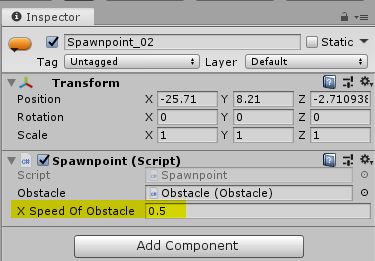 Inspector
Spawnpoint_02 Static
Tag Untagged Layer Default
Transform
Position X -25.71 Y 8.21 Z -2.710938
Rotation X 0 Y 0 Z 0
Scale X 1 Y 1 Z 1
Spawnpoint (Script)
Script Spawnpoint
Obstacle Obstacle (Obstacle)
X Speed Of Obstacle 0.5
Add Component